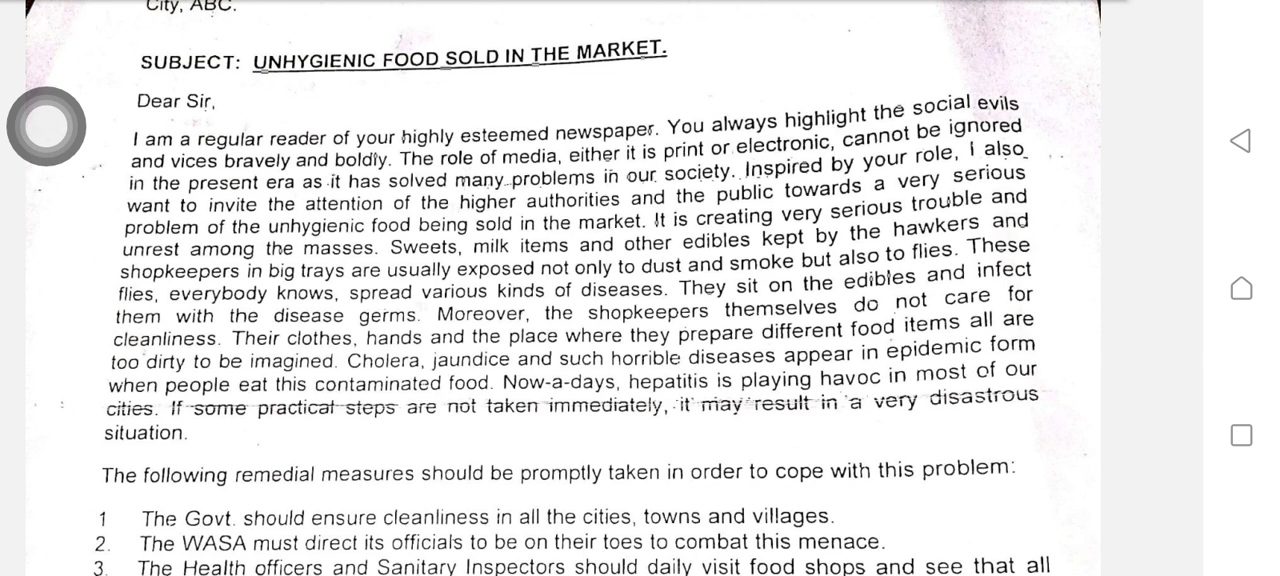 City, ABC.
SUBJECT: UNHYGIENIC FOOD SOLD IN THE MARKET.
Dear Sir,
I am a regular reader of your highly esteemed newspaper. You always highlight the social evils
and vices bravely and boldly. The role of media, either it is print or electronic, cannot be ignored
in the present era as it has solved many problems in our society. Inspired by your role, I also
want to invite the attention of the higher authorities and the public towards a very serious
problem of the unhygienic food being sold in the market. It is creating very serious trouble and
unrest among the masses. Sweets, milk items and other edibles kept by the hawkers and
shopkeepers in big trays are usually exposed not only to dust and smoke but also to flies. These
flies, everybody knows, spread various kinds of diseases. They sit on the edibles and infect
them with the disease germs. Moreover, the shopkeepers themselves do not care for
cleanliness. Their clothes, hands and the place where they prepare different food items all are
too dirty to be imagined. Cholera, jaundice and such horrible diseases appear in epidemic form
when people eat this contaminated food. Now-a-days, hepatitis is playing havoc in most of our
cities. If some practical steps are not taken immediately, it may result in a very disastrous
situation.
The following remedial measures should be promptly taken in order to cope with this problem:
1 The Govt. should ensure cleanliness in all the cities, towns and villages.
2. The WASA must direct its officials to be on their toes to combat this menace.
3. The Health officers and Sanitary Inspectors should daily visit food shops and see that all